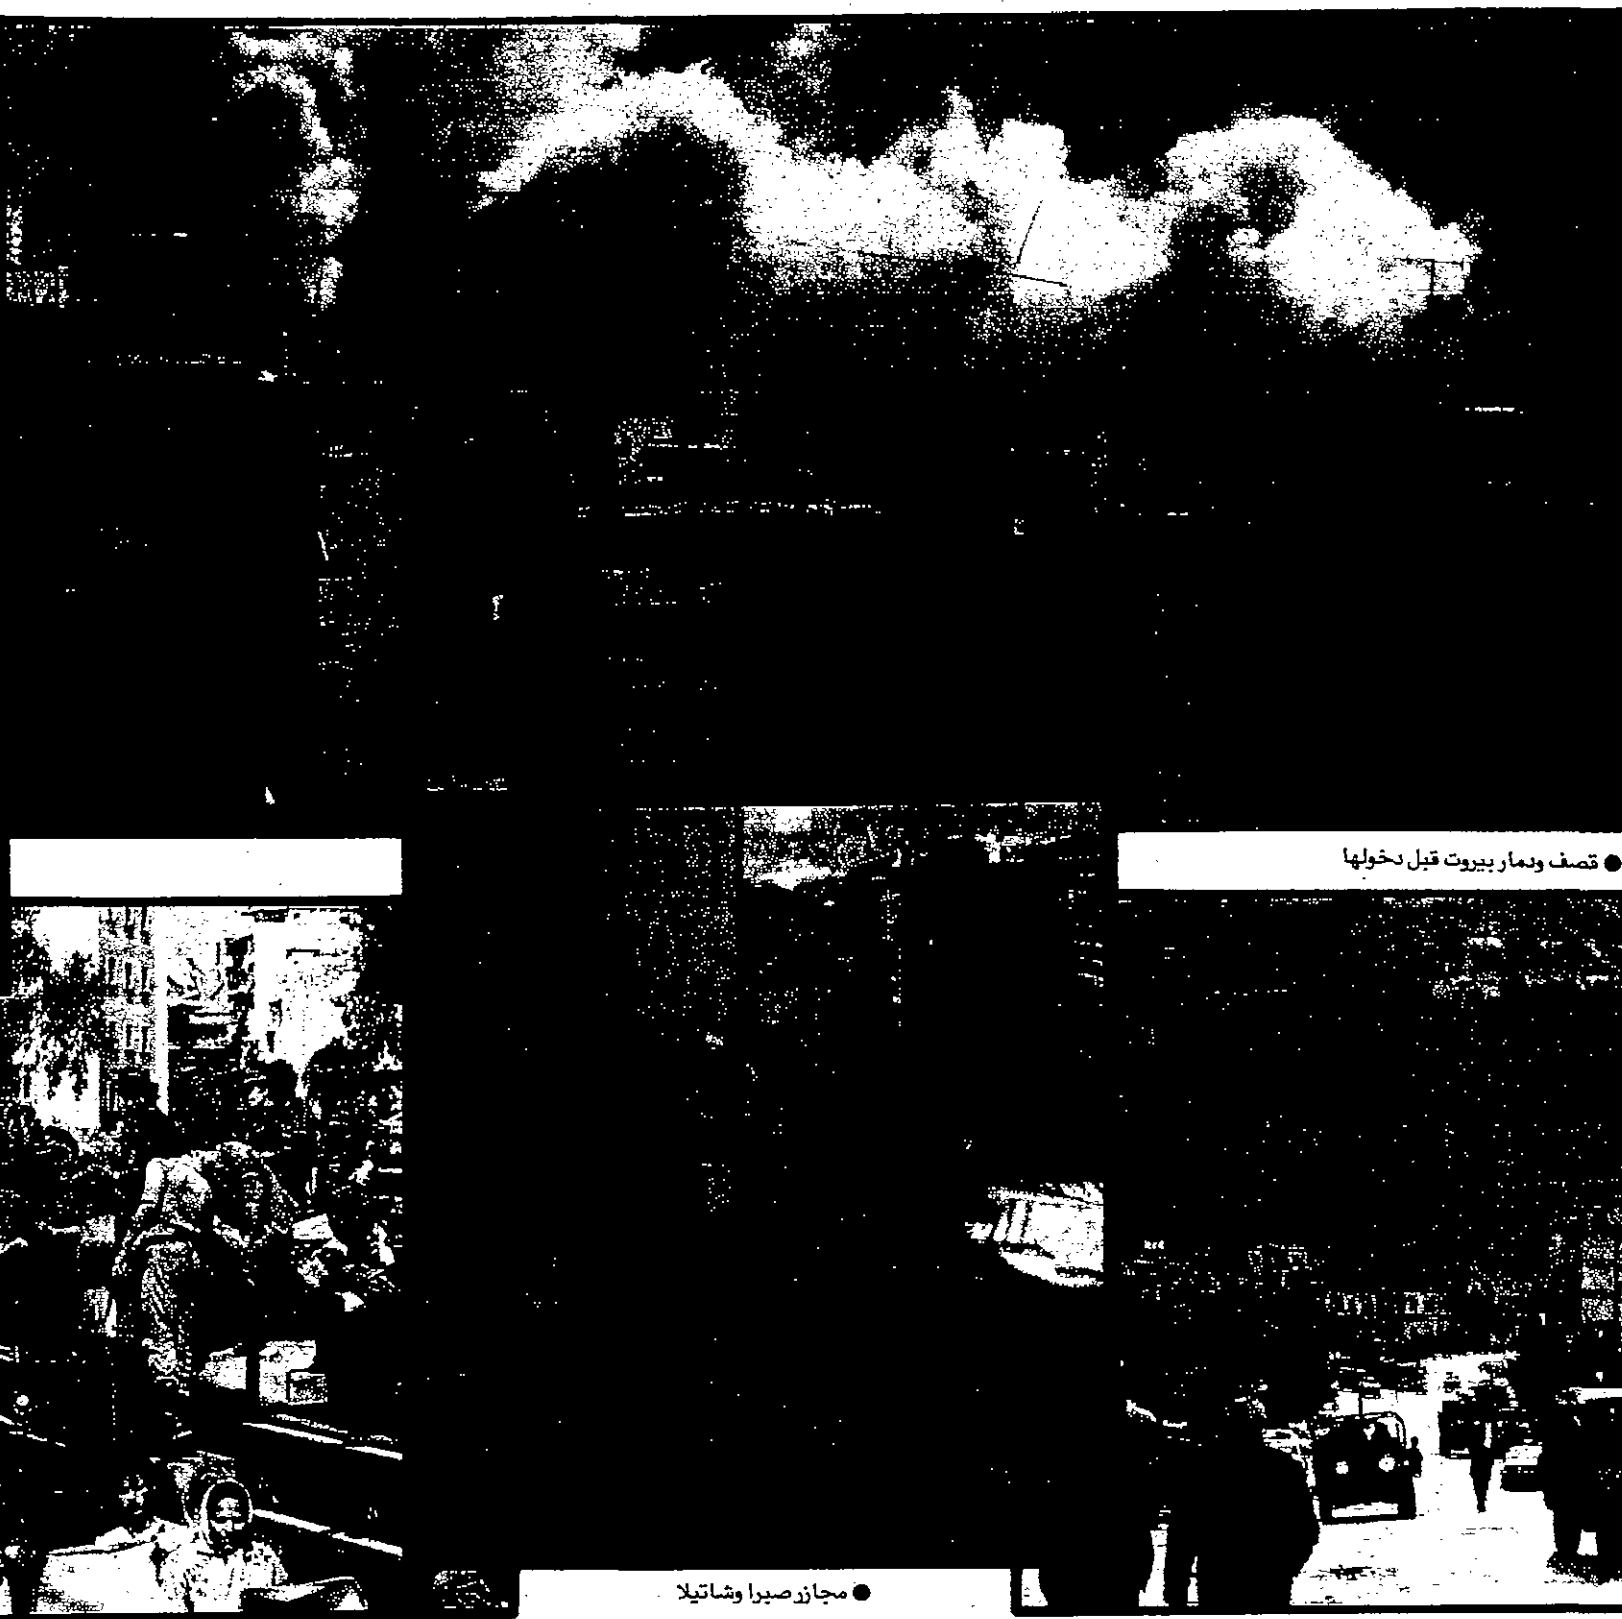 ● قصف ودمار بيروت قبل دخولها
● مجازر صبرا وشاتيلا